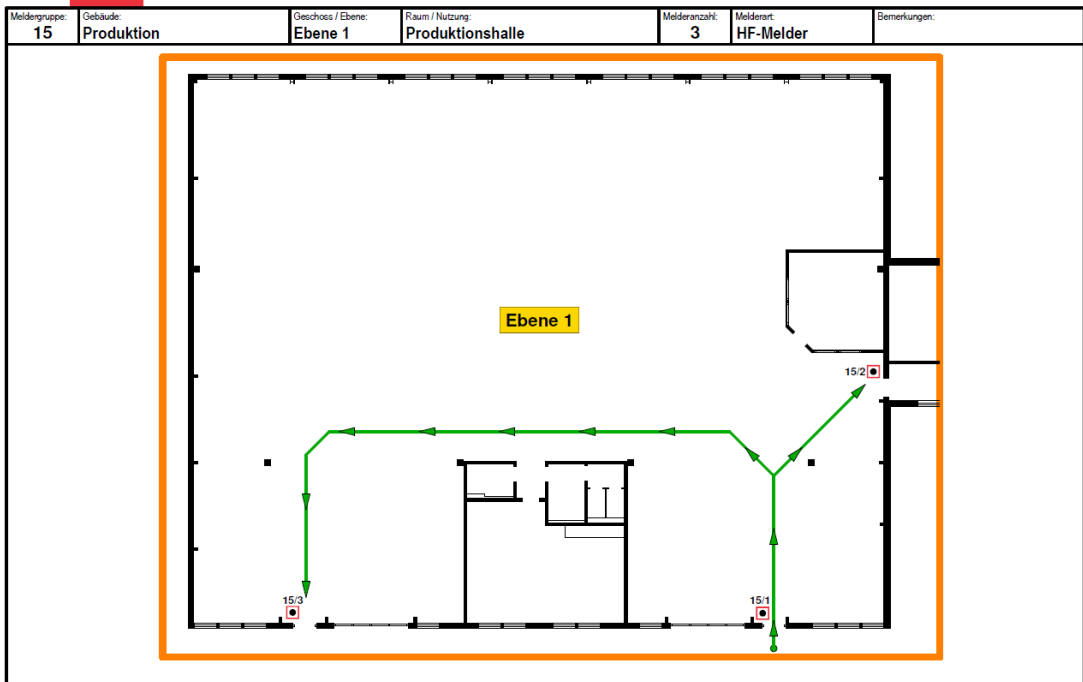 Meldergruppe: Gebäude: Geschoss / Ebene: Raum / Nutzung: Melderanzahl: Melderart: Bemerkungen:
15 Produktion Ebene 1 Produktionshalle 3 HF-Melder
Ebene 1
15/2
15/3
15/1